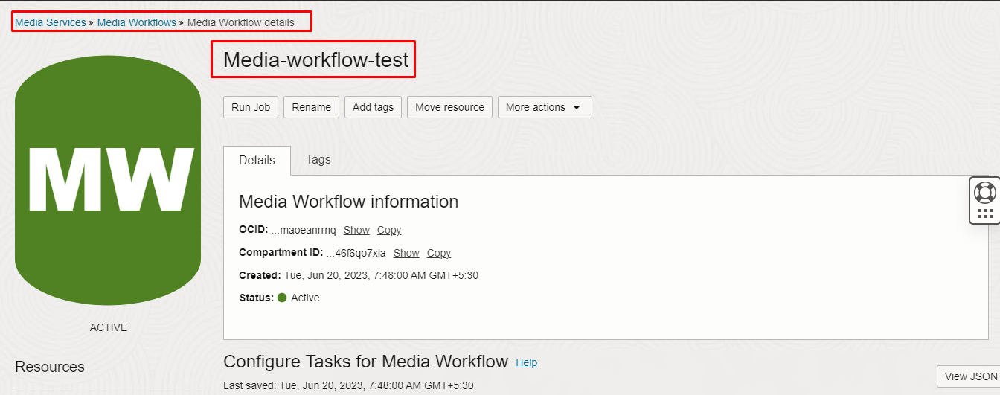 Media Services » Media Workflows » Media Workflow details
Media-workflow-test
Run Job Rename Add tags Move resource More actions
MW
ACTIVE
Details Tags
Media Workflow information
OCID: ...maoeanrrnq Show Copy
Compartment ID: ...46f6qo7xla Show Copy
Created: Tue, Jun 20, 2023, 7:48:00 AM GMT+5:30
Status: Active
Resources
Configure Tasks for Media Workflow Help
Last saved: Tue, Jun 20, 2023, 7:48:00 AM GMT+5:30
View JSON